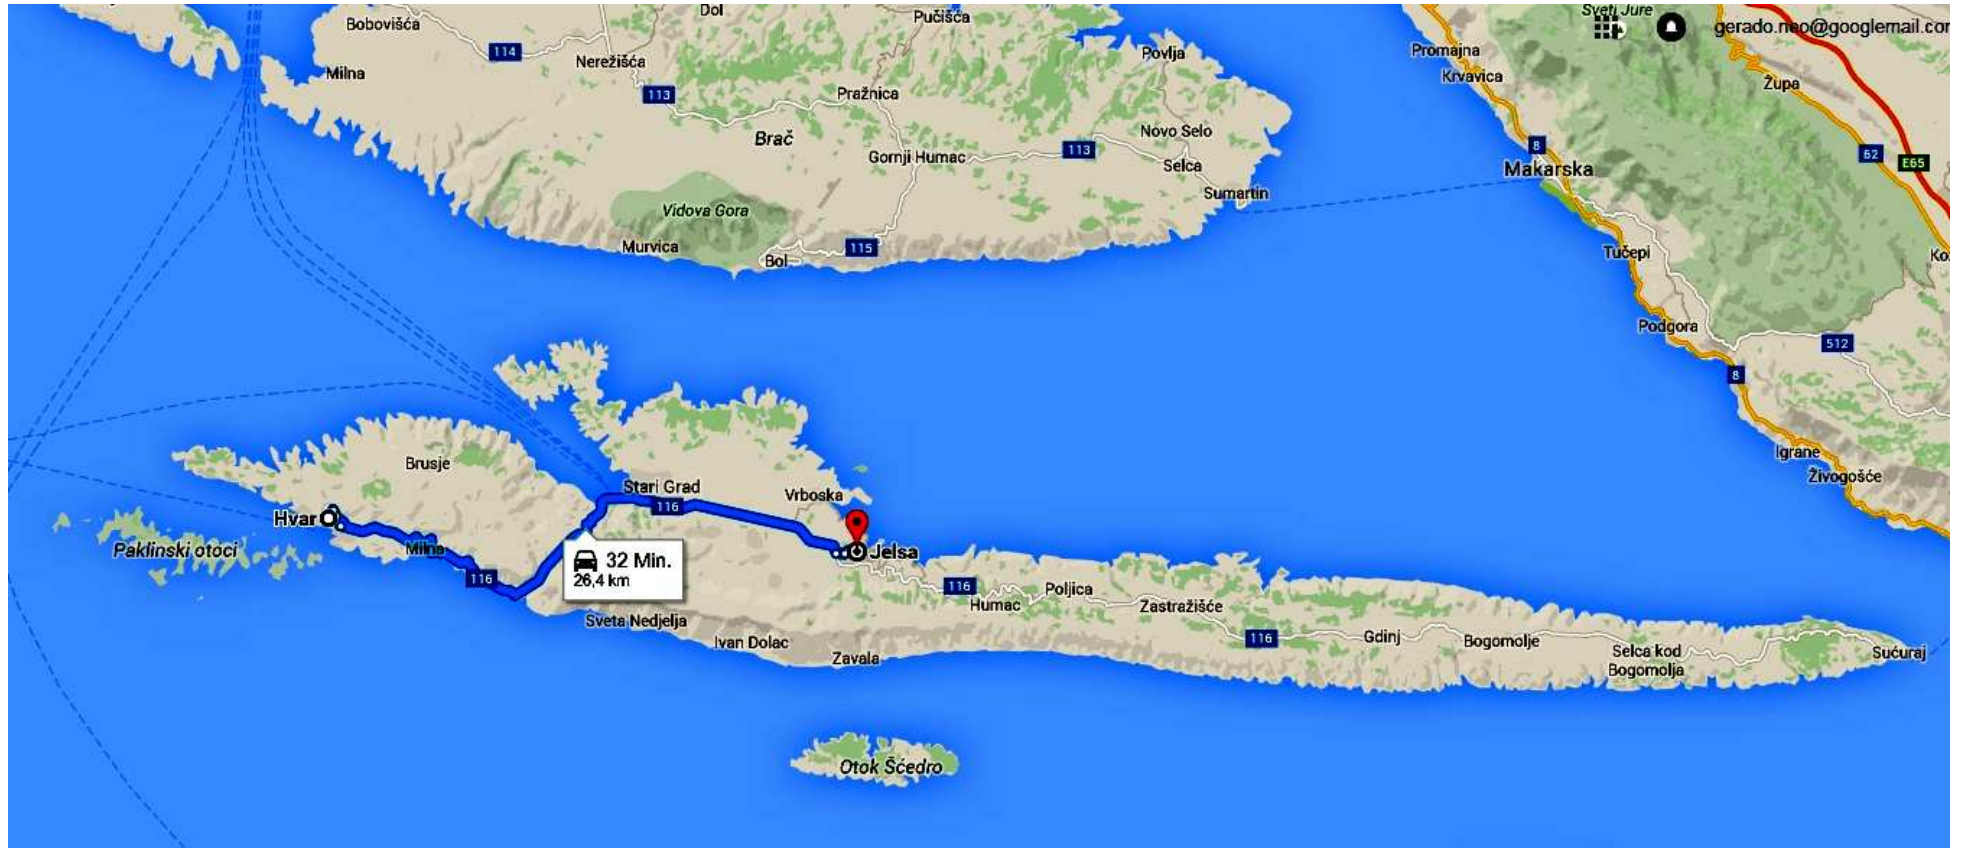 Dol
Pučišća
Sveti Jure
Bobovišća
gerado.neo@googlemail.cor
114
Promajna
Nerežišća
Povlja
Milna
Krvavica
Župa
113
Pražnica
Brač
Novo Selo
8
113
62
E65
Gornji Humac
Selca
Makarska
Sumartin
Vidova Gora
Murvica
115
Tučepi
Bol
Podgora
512
8
Igrane
Brusje
Živogošće
Stari Grad
Vrboska
116
Hvar
Paklinski otoci
Milna
Jelsa
32 Min.
26,4 km
116
116
Poljica
Humac
Zastražišće
Sveta Nedjelja
116
Gdinj
Bogomolje
Ivan Dolac
Selca kod
Bogomolja
Sućuraj
Zavala
Otok Šćedro